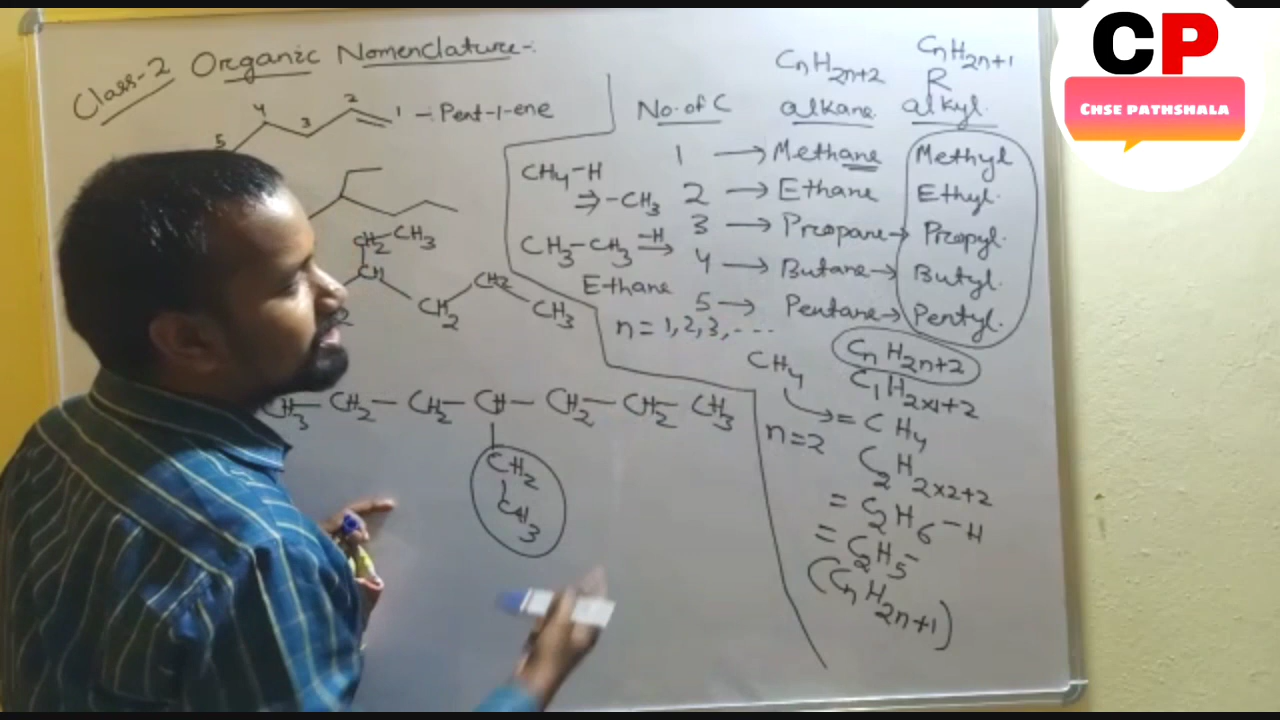 Class-2 Organic Nomenclature-:
5 4 3 2 1 -: Pent-1-ene
CH2-CH3
CH
CH2
CH2
CH3
CH3-CH2-CH2-CH-CH2-CH2-CH3
CH2
CH3
CnH2n+2 CnH2n+1
R
No. of C alkane alkyl.
1 → Methane Methyl
2 → Ethane Ethyl.
3 → Propane → Propyl.
4 → Butane → Butyl.
5 → Pentane → Pentyl.
CH4-H
⇒ -CH3
CH3-CH3 -H ⇒
Ethane
n = 1, 2, 3, ----
CnH2n+2
CH4 C1H2×1+2
= CH4
n=2 C2H2×2+2
= C2H6-H
= C2H5-
(CnH2n+1)
CP
CHSE PATHSHALA